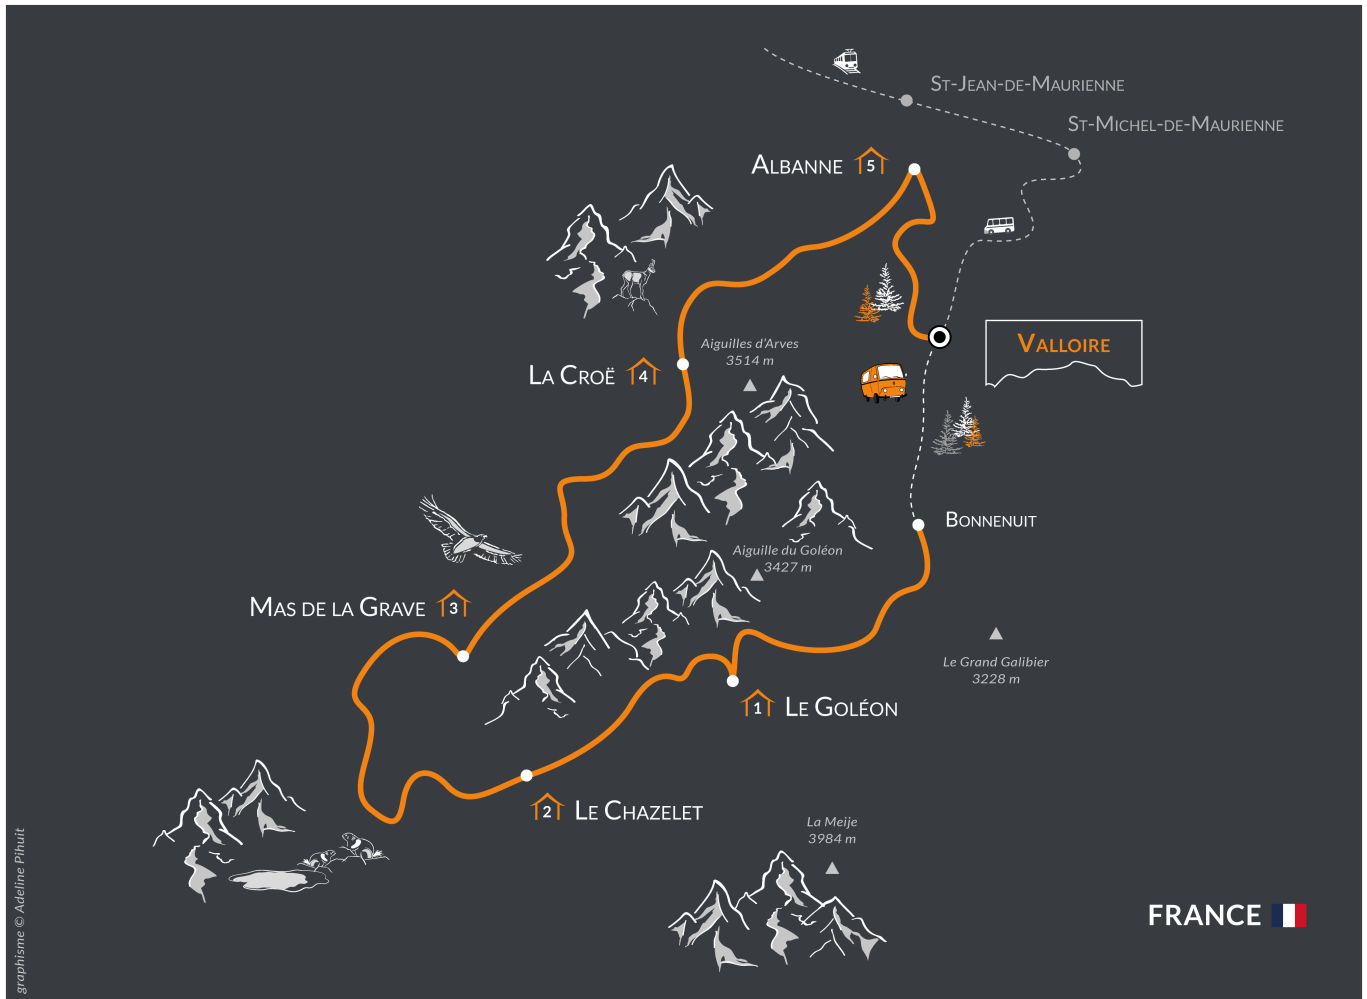 St-Jean-de-Maurienne
St-Michel-de-Maurienne
Albanne 5
Aiguilles d'Arves
3514 m
Valloire
La Croë 4
Bonnenuit
Aiguille du Goléon
3427 m
Mas de la Grave 3
Le Grand Galibier
3228 m
1 Le Goléon
2 Le Chazelet
La Meije
3984 m
FRANCE
graphisme © Adeline Pihuit